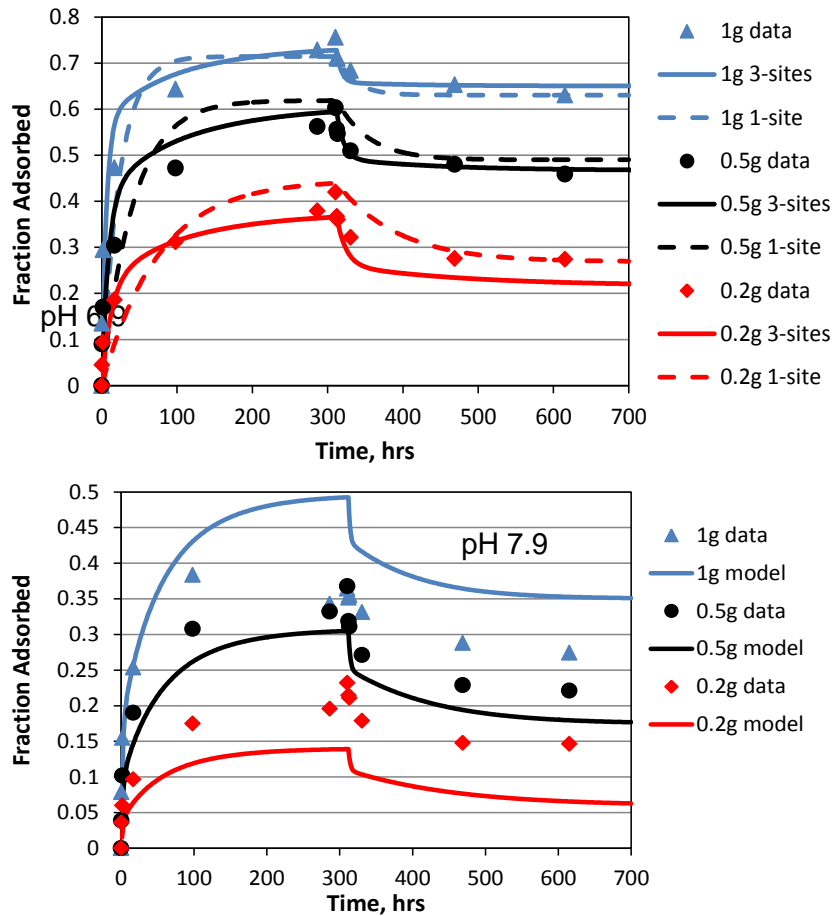 0.8
0.7
0.6
0.5
0.4
0.3
0.2
0.1
0
Fraction Adsorbed
pH 6.9
0 100 200 300 400 500 600 700
Time, hrs
1g data
1g 3-sites
1g 1-site
0.5g data
0.5g 3-sites
0.5g 1-site
0.2g data
0.2g 3-sites
0.2g 1-site
0.5
0.45
0.4
0.35
0.3
0.25
0.2
0.15
0.1
0.05
0
Fraction Adsorbed
pH 7.9
0 100 200 300 400 500 600 700
Time, hrs
1g data
1g model
0.5g data
0.5g model
0.2g data
0.2g model